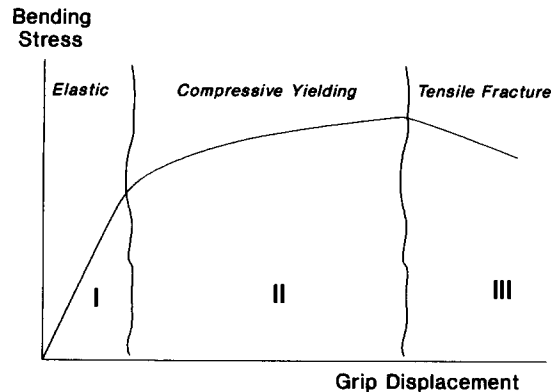 Bending
Stress
Elastic
Compressive Yielding
Tensile Fracture
I
II
III
Grip Displacement